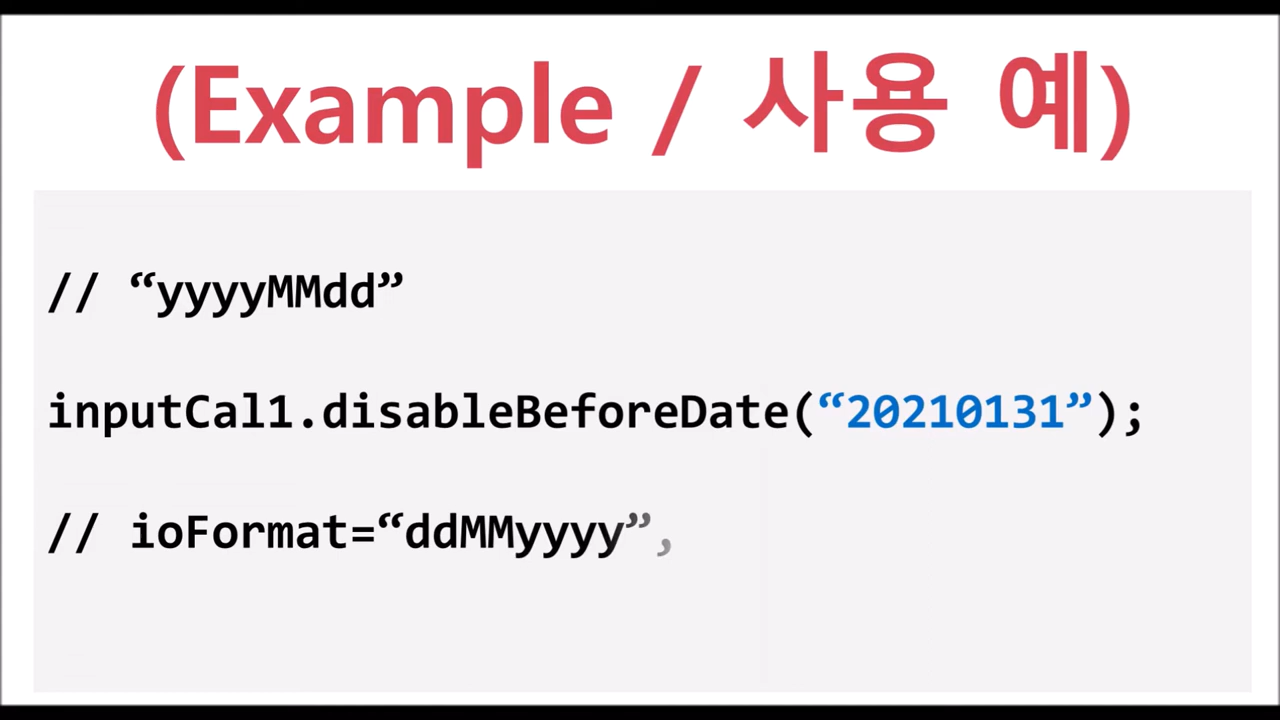 (Example / 사용 예)
// “yyyyMMdd”
inputCal1.disableBeforeDate(“20210131”);
// ioFormat=“ddMMyyyy”,